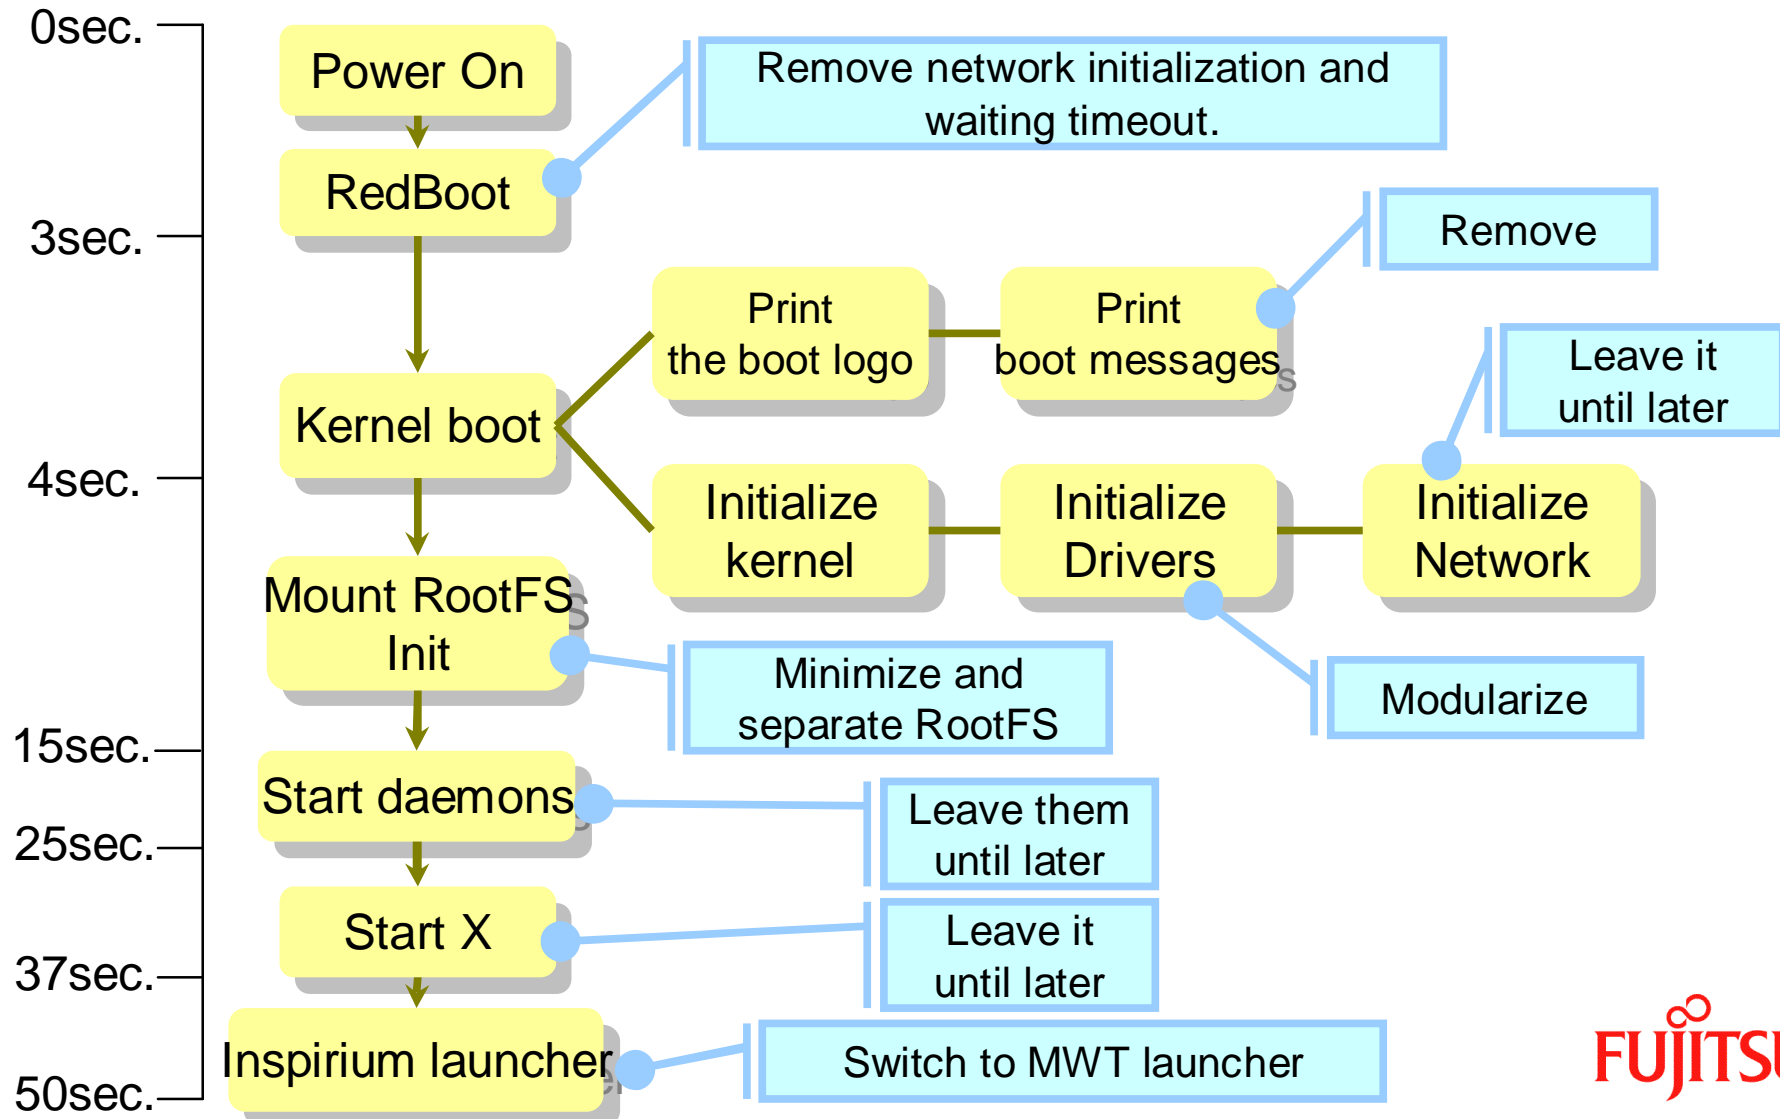 0sec.
Power On
Remove network initialization and
waiting timeout.
RedBoot
3sec.
Remove
Print
the boot logo
Print
boot messages
Leave it
until later
Kernel boot
4sec.
Initialize
kernel
Initialize
Drivers
Initialize
Network
Mount RootFS
Init
Minimize and
separate RootFS
Modularize
15sec.
Start daemons
Leave them
until later
25sec.
Start X
Leave it
until later
37sec.
Inspirium launcher
Switch to MWT launcher
50sec.
FUJITSU